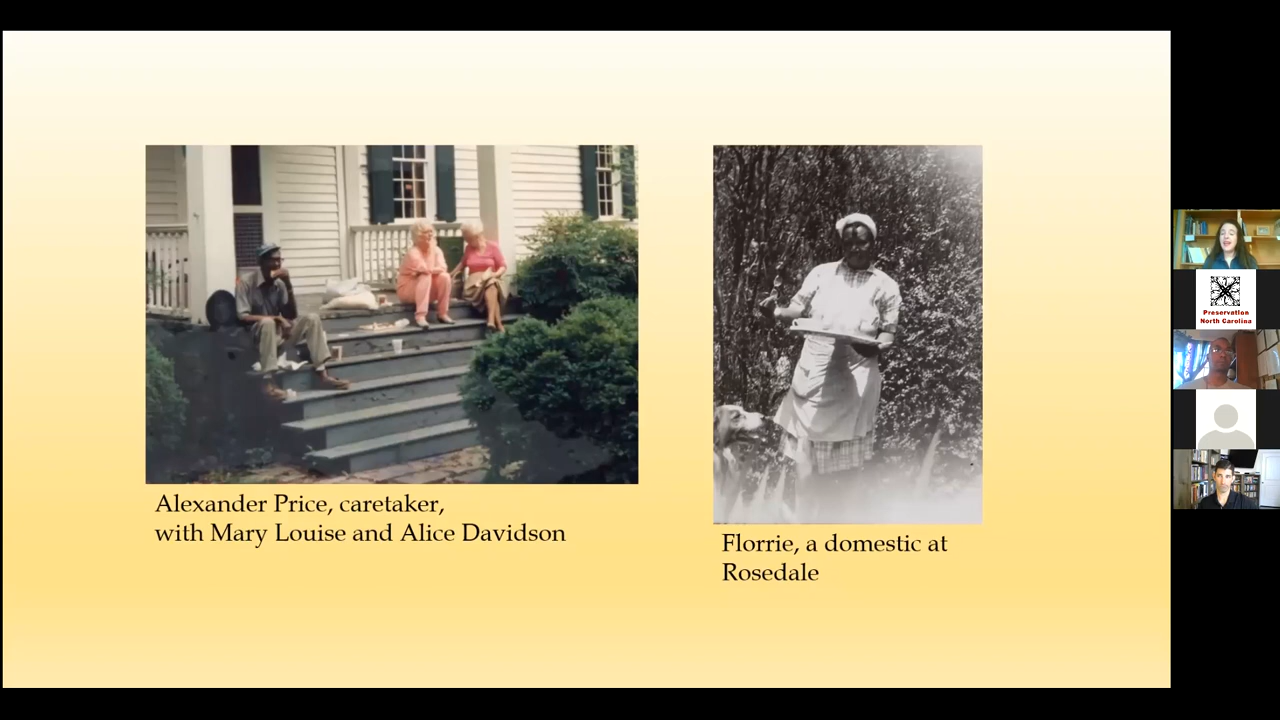 Alexander Price, caretaker,
with Mary Louise and Alice Davidson
Florrie, a domestic at
Rosedale
Preservation
North Carolina